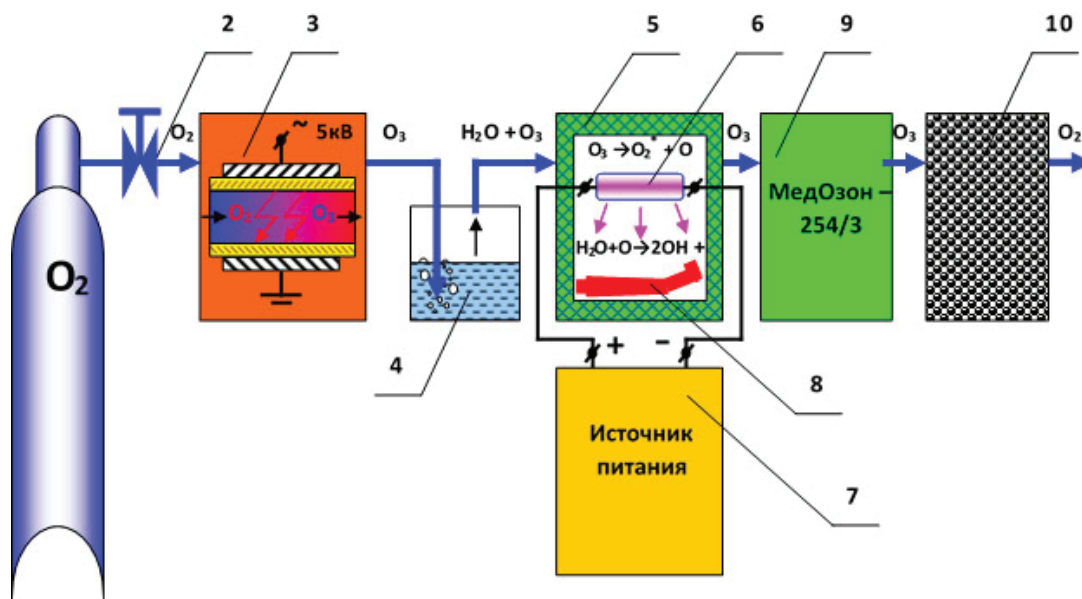 2
3
5
6
9
10
O₂
~ 5кВ
O₃
H₂O + O₃
O₃ →O₂* + O
O₃
O₃
O₂
O₂
O₃
H₂O+O→2OH +
МедОзон –
254/3
O₂
4
+ –
8
Источник
питания
7